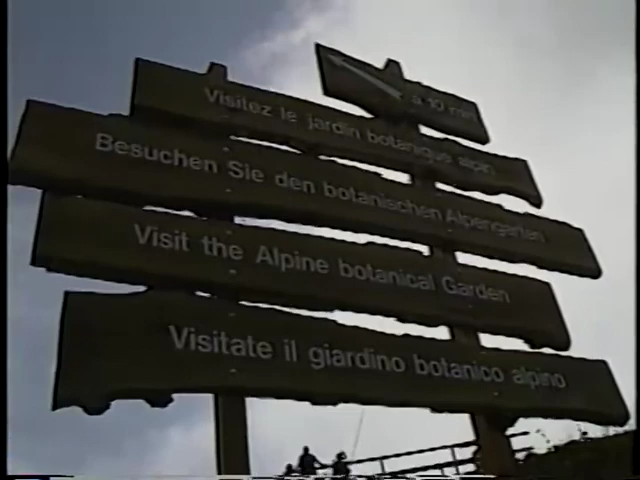 à 10 min.
Visitez le jardin botanique alpin
Besuchen Sie den botanischen Alpengarten
Visit the Alpine botanical Garden
Visitate il giardino botanico alpino